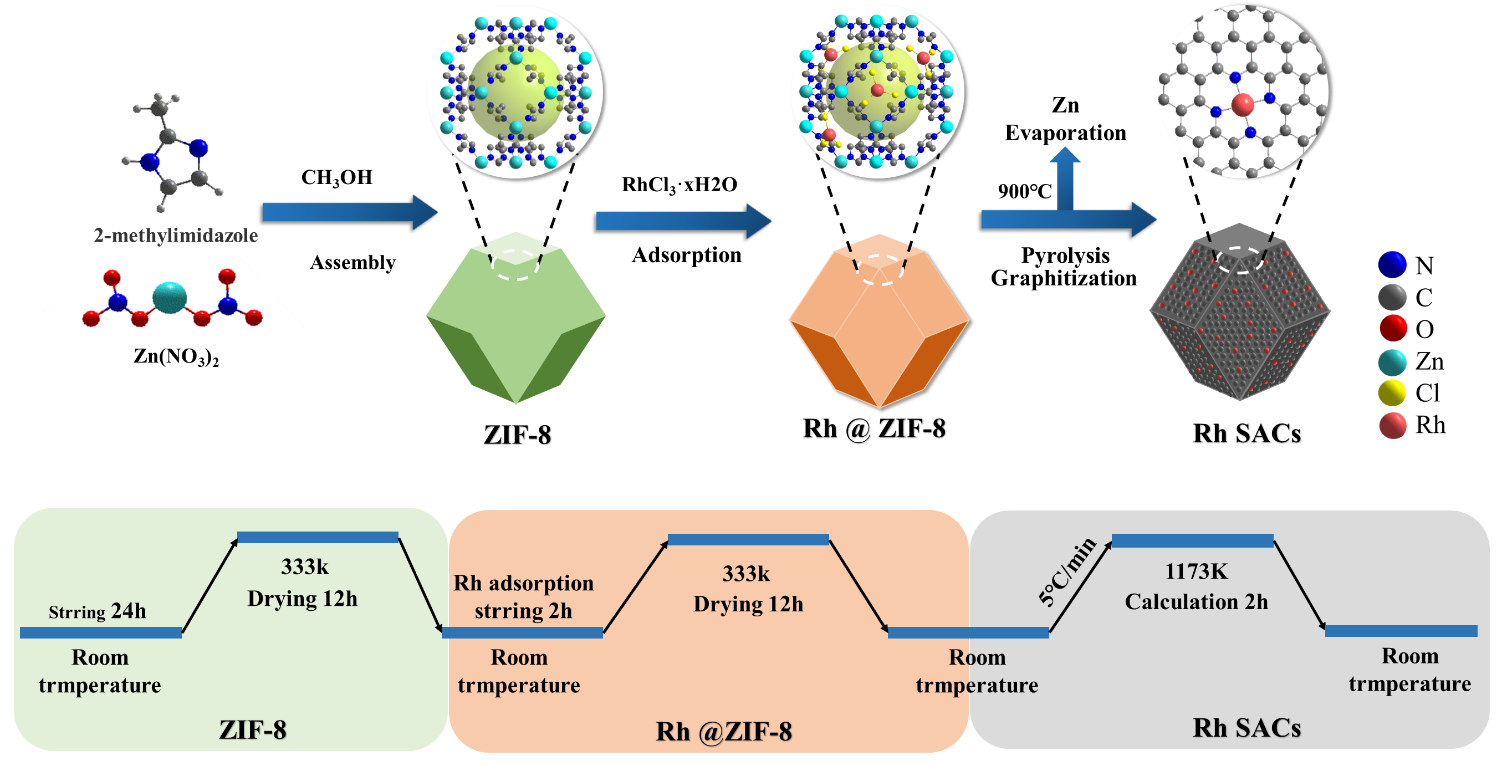 2-methylimidazole
Zn(NO₃)₂
CH₃OH
Assembly
ZIF-8
RhCl₃·xH2O
Adsorption
Rh @ ZIF-8
Zn
Evaporation
900℃
Pyrolysis
Graphitization
Rh SACs
N
C
O
Zn
Cl
Rh
Strring 24h
Room
trmperature
333k
Drying 12h
ZIF-8
Rh adsorption
strring 2h
Room
trmperature
333k
Drying 12h
Rh @ZIF-8
Room
trmperature
5℃/min
1173K
Calculation 2h
Room
trmperature
Rh SACs